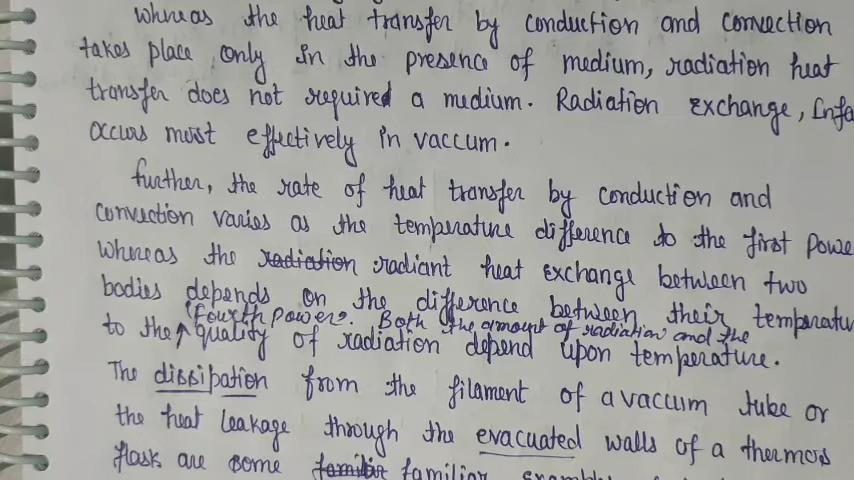 whereas the heat transfer by conduction and convection
takes place only in the presence of medium, radiation heat
transfer does not required a medium. Radiation exchange, Infa
occurs most effectively in vaccum.
further, the rate of heat transfer by conduction and
convection varies as the temperature difference to the first powe
whereas the radiation radiant heat exchange between two
bodies depends on the difference between their temperatu
'fourth power'. Both the amount of radiation and the
to the ↑ quality of radiation depend upon temperature.
The dissipation from the filament of a vaccum tube or
the heat leakage through the evacuated walls of a thermos
flask are some familiar familiar